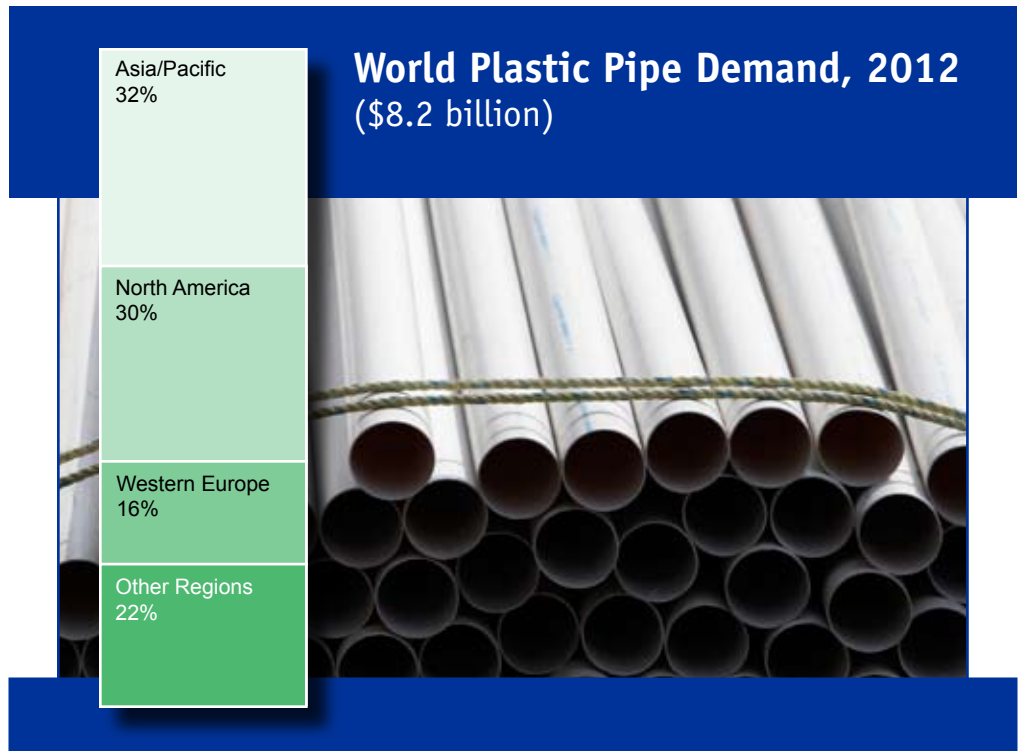 World Plastic Pipe Demand, 2012
($8.2 billion)
Asia/Pacific
32%
North America
30%
Western Europe
16%
Other Regions
22%